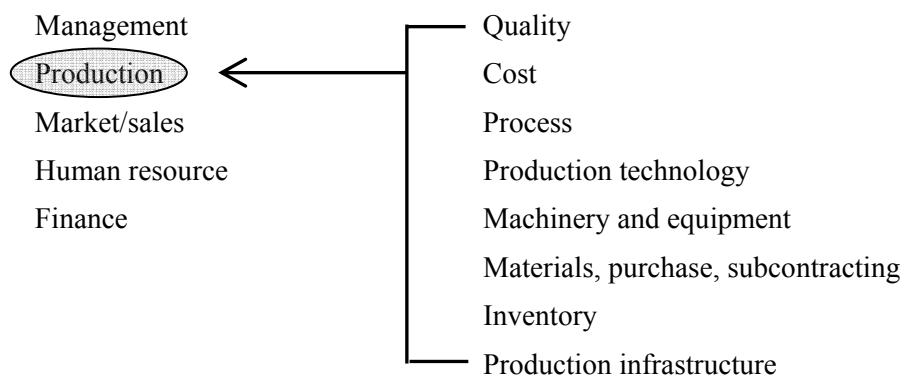 Management
Production
Market/sales
Human resource
Finance
Quality
Cost
Process
Production technology
Machinery and equipment
Materials, purchase, subcontracting
Inventory
Production infrastructure